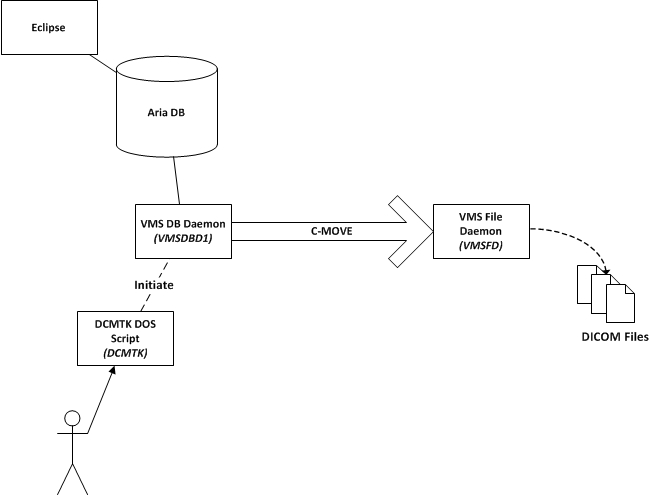 Eclipse
Aria DB
VMS DB Daemon
(VMSDBD1)
C-MOVE
VMS File
Daemon
(VMSFD)
Initiate
DCMTK DOS
Script
(DCMTK)
DICOM Files